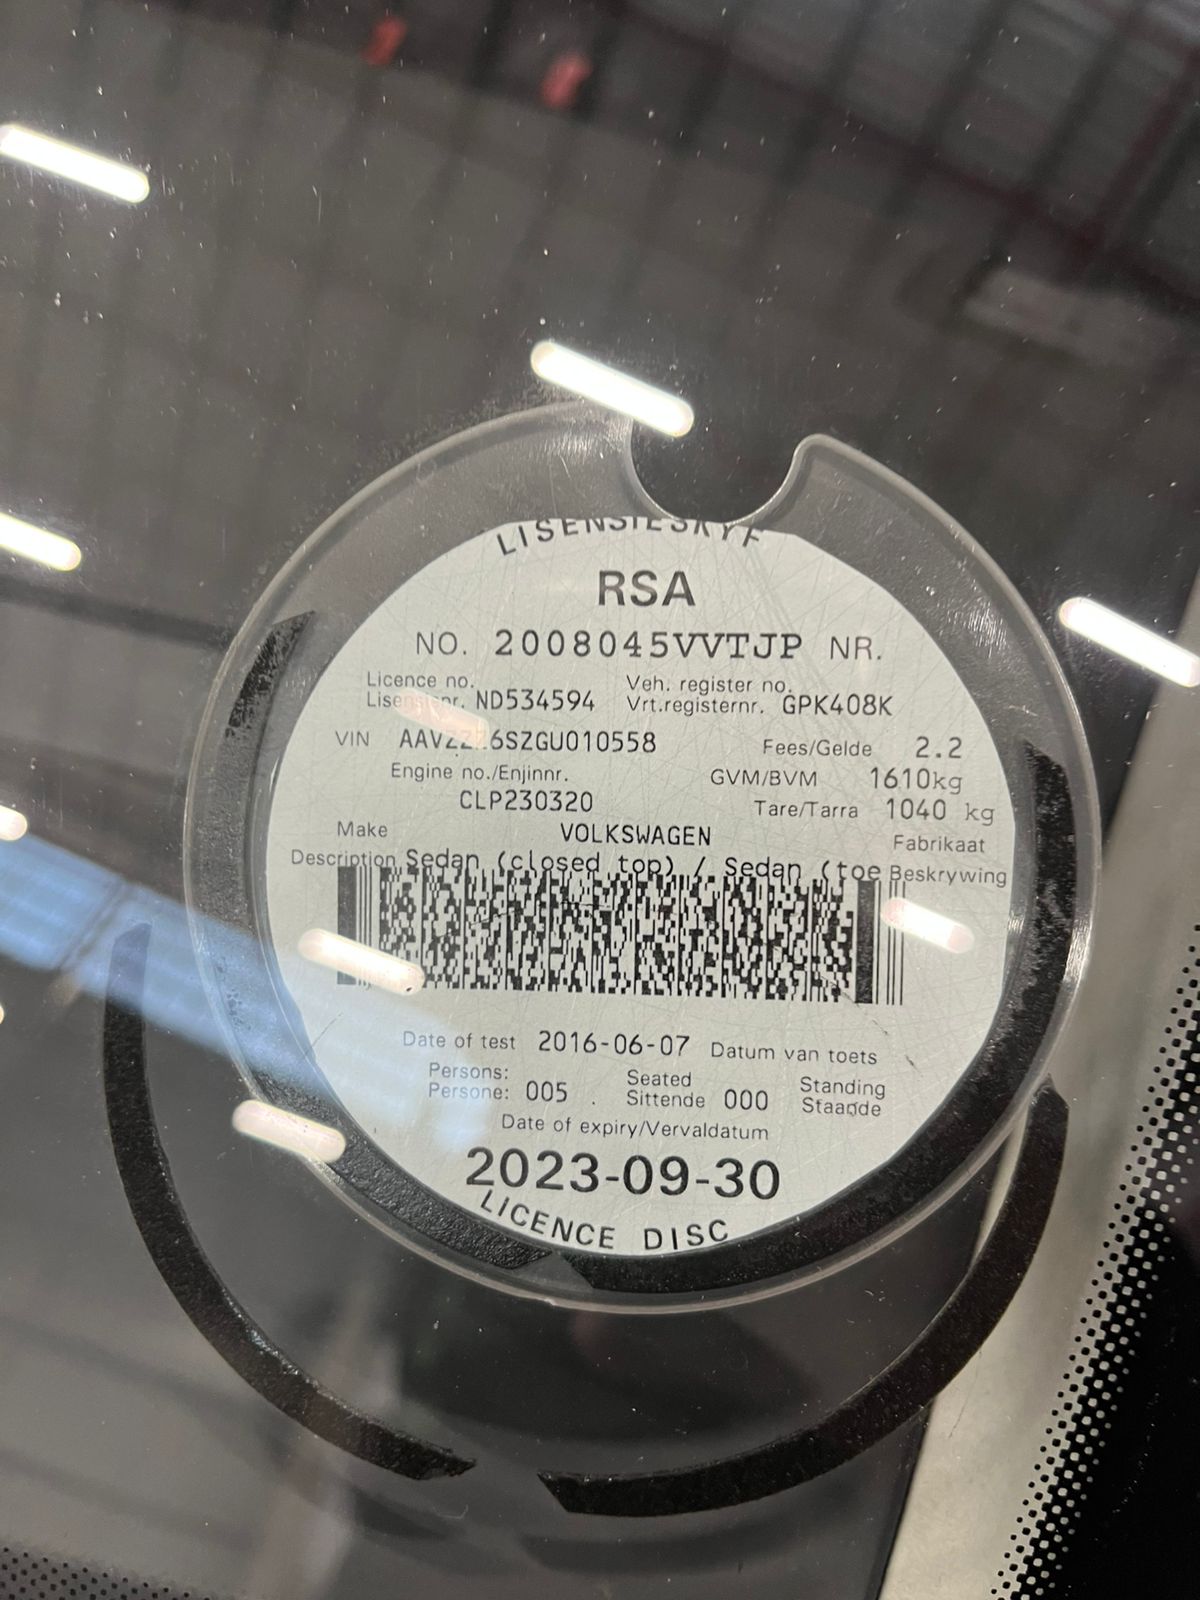 LISENSIESKYF
RSA
NO. 2008045VVTJP NR.
Licence no. Veh. register no.
Lisensienr. ND534594 Vrt.registernr. GPK408K
VIN AAVZZZ6SZGU010558 Fees/Gelde 2.2
Engine no./Enjinnr. GVM/BVM 1610kg
CLP230320 Tare/Tarra 1040 kg
Make VOLKSWAGEN Fabrikaat
Description Sedan (closed top) / Sedan (toe Beskrywing
Date of test 2016-06-07 Datum van toets
Persons: Seated Standing
Persone: 005 . Sittende 000 Staande
Date of expiry/Vervaldatum
2023-09-30
LICENCE DISC